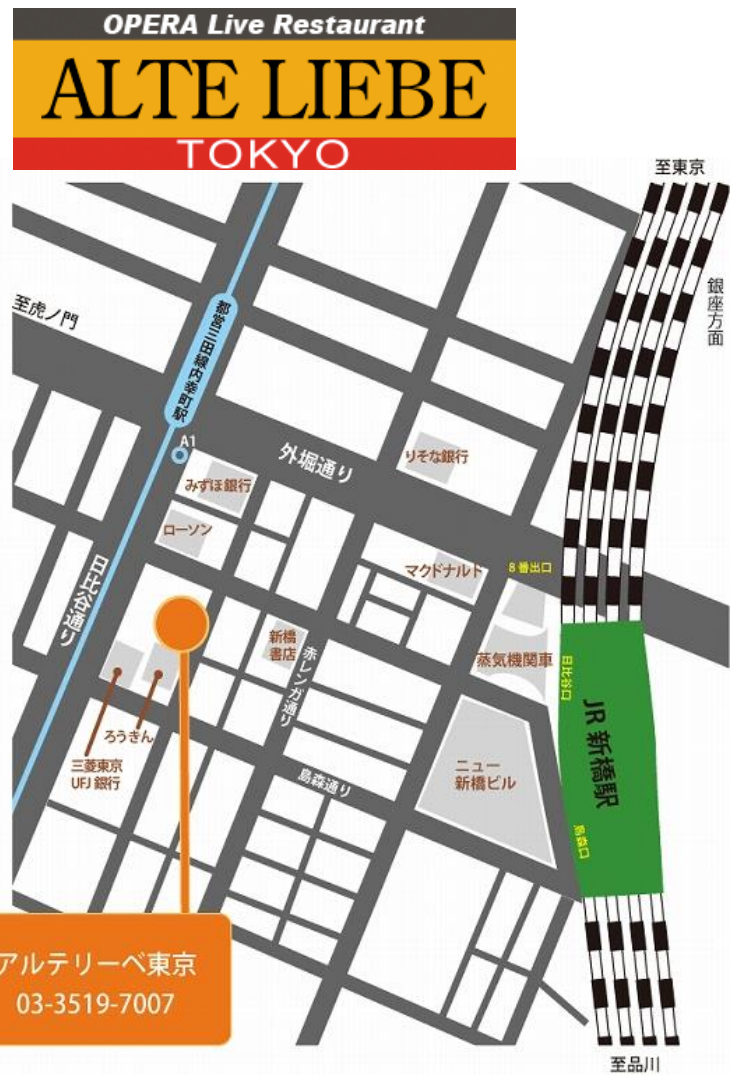 OPERA Live Restaurant
ALTE LIEBE
TOKYO
至東京
銀座方面
至虎ノ門
都営三田線内幸町駅
A1
外堀通り
りそな銀行
みずほ銀行
ローソン
マクドナルド
8番出口
日比谷通り
新橋
書店
赤レンガ通り
蒸気機関車
日比谷口
JR 新橋駅
ろうきん
三菱東京
UFJ 銀行
ニュー
新橋ビル
島森通り
烏森口
アルテリーベ東京
03-3519-7007
至品川